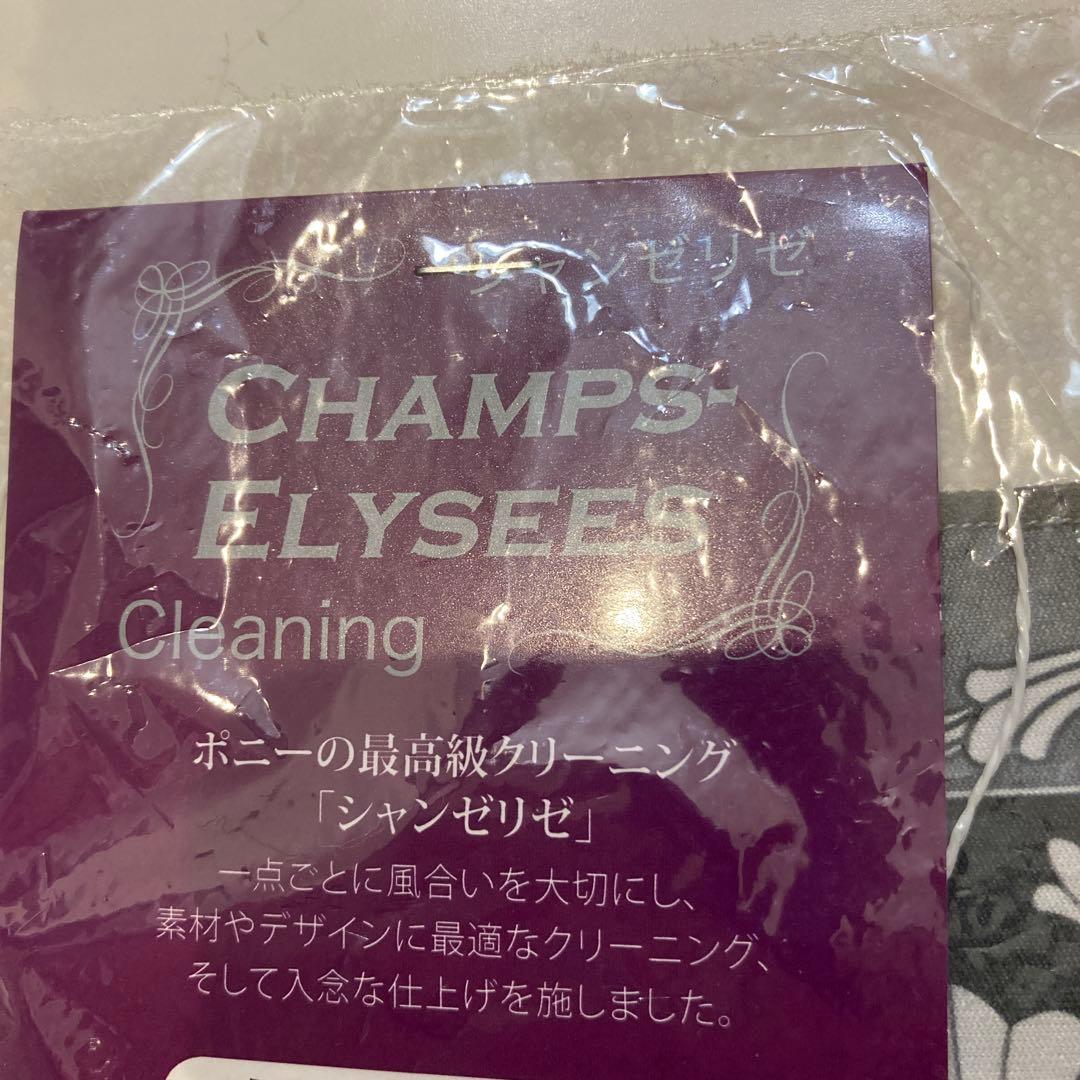 シャンゼリゼ
CHAMPS-
ELYSEES
Cleaning
ポニーの最高級クリーニング
「シャンゼリゼ」
一点ごとに風合いを大切にし、
素材やデザインに最適なクリーニング、
そして入念な仕上げを施しました。